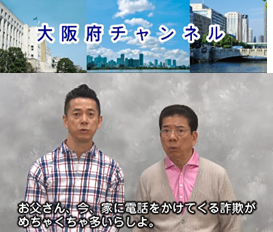 大阪府チャンネル
お父さん、今、家に電話をかけてくる詐欺が
めちゃくちゃ多いらしよ。